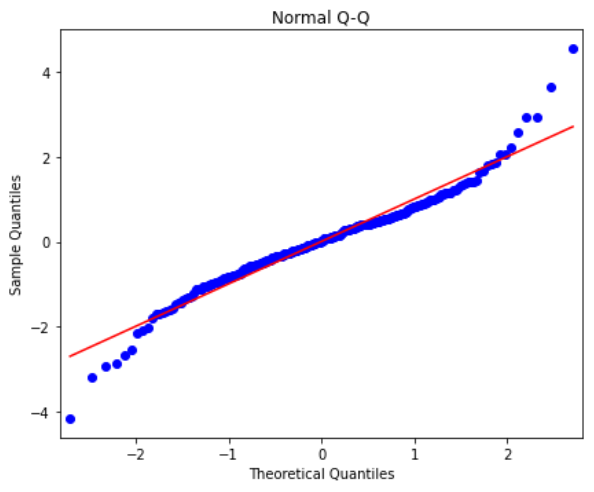 Normal Q-Q
4
2
0
−2
−4
Sample Quantiles
−2 −1 0 1 2
Theoretical Quantiles